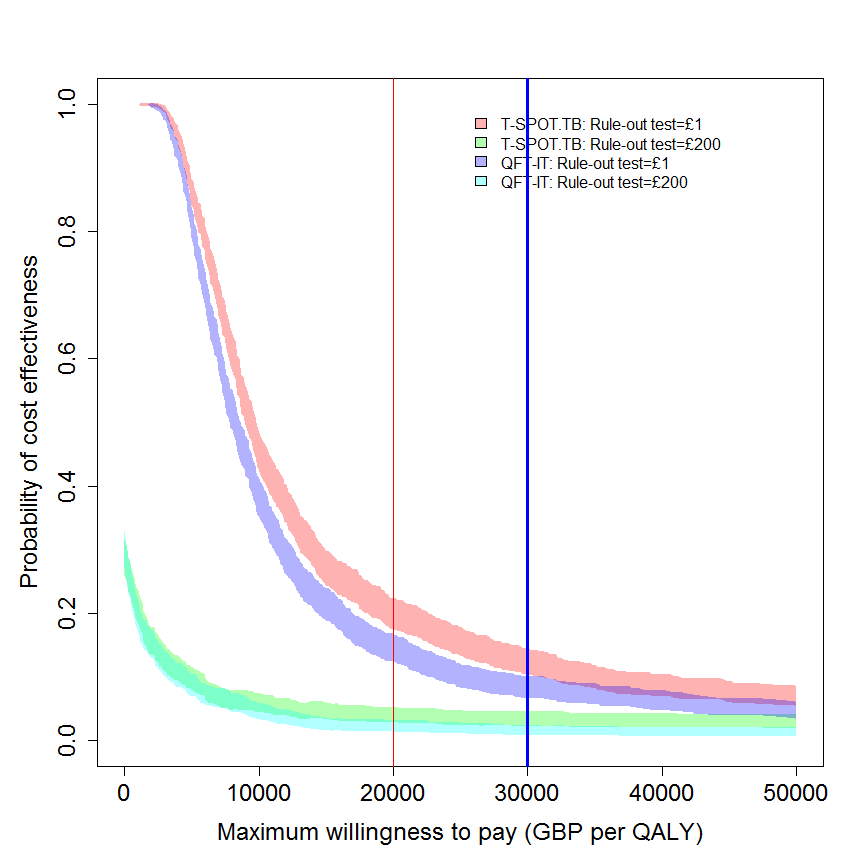 T-SPOT.TB: Rule-out test=£1
T-SPOT.TB: Rule-out test=£200
QFT-IT: Rule-out test=£1
QFT-IT: Rule-out test=£200
Probability of cost effectiveness
1.0
0.8
0.6
0.4
0.2
0.0
0 10000 20000 30000 40000 50000
Maximum willingness to pay (GBP per QALY)